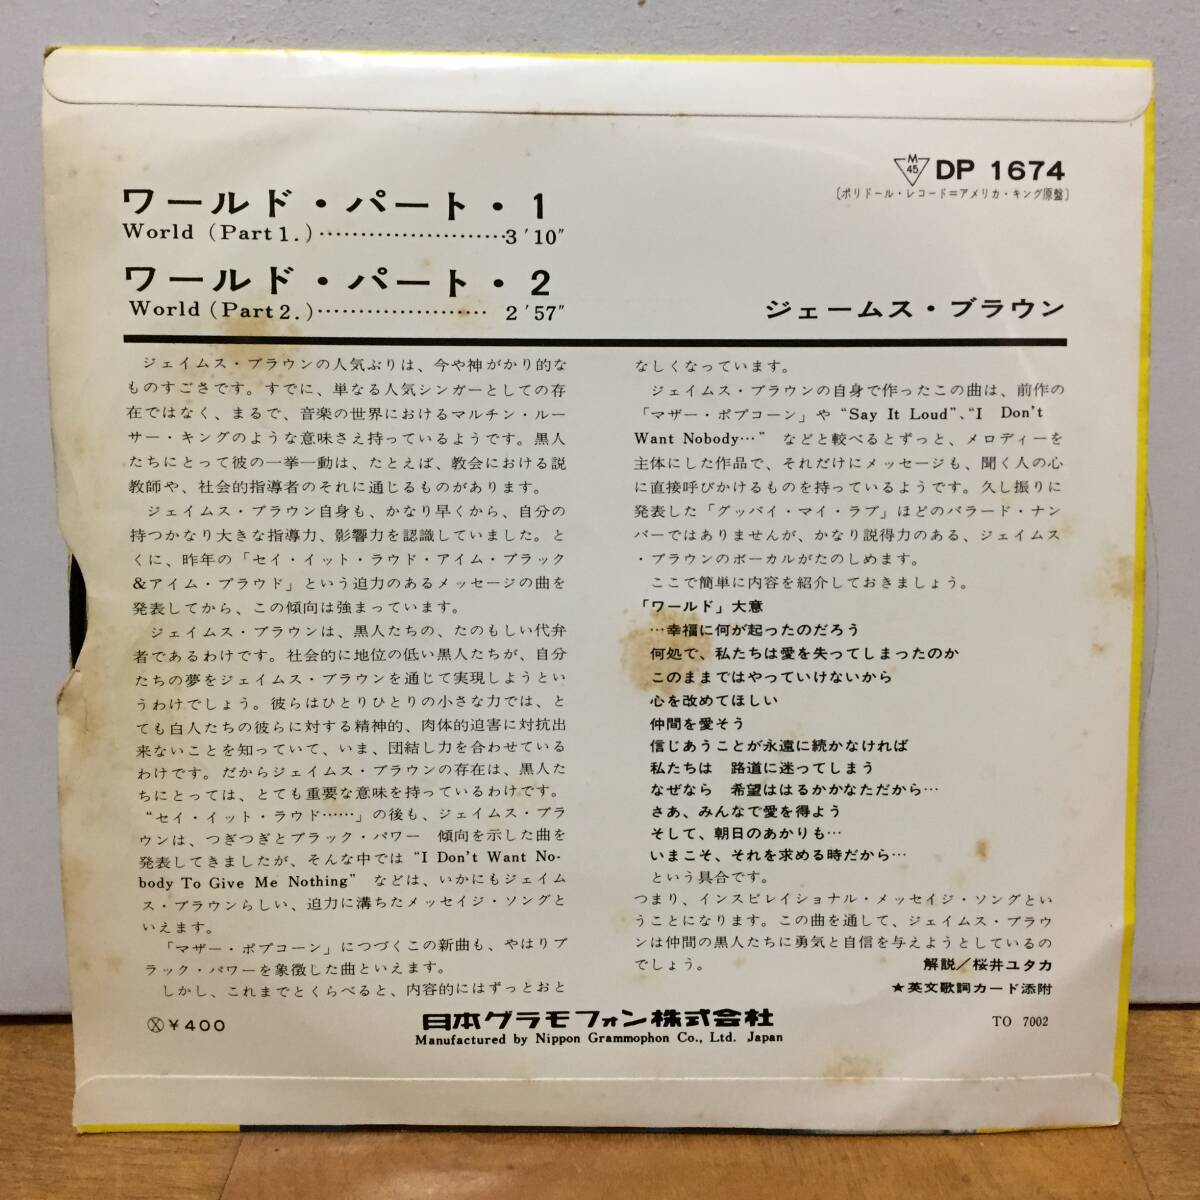 M
45
DP 1674
(ポリドール・レコード=アメリカ・キング原盤)
ワールド・パート・1
World (Part 1.)……………………3′10″
ワールド・パート・2
World (Part 2.)………………… 2′57″
ジェームス・ブラウン
ジェイムス・ブラウンの人気ぶりは、今や神がかり的な
ものすごさです。すでに、単なる人気シンガーとしての存
在ではなく、まるで、音楽の世界におけるマルチン・ルー
サー・キングのような意味さえ持っているようです。黒人
たちにとって彼の一挙一動は、たとえば、教会における説
教師や、社会的指導者のそれに通じるものがあります。
ジェイムス・ブラウン自身も、かなり早くから、自分の
持つかなり大きな指導力、影響力を認識していました。と
くに、昨年の「セイ・イット・ラウド・アイム・ブラック
&アイム・プラウド」という迫力のあるメッセージの曲を
発表してから、この傾向は強まっています。
ジェイムス・ブラウンは、黒人たちの、たのもしい代弁
者であるわけです。社会的に地位の低い黒人たちが、自分
たちの夢をジェイムス・ブラウンを通じて実現しようとい
うわけでしょう。彼らはひとりひとりの小さな力では、と
ても白人たちの彼らに対する精神的、肉体的迫害に対抗出
来ないことを知っていて、いま、団結し力を合わせている
わけです。だからジェイムス・ブラウンの存在は、黒人た
ちにとっては、とても重要な意味を持っているわけです。
“セイ・イット・ラウド……」の後も、ジェイムス・ブラ
ウンは、つぎつぎとブラック・パワー 傾向を示した曲を
発表してきましたが、そんな中では “I Don't Want No-
body To Give Me Nothing” などは、いかにもジェイム
ス・ブラウンらしい、迫力に満ちたメッセイジ・ソングと
いえます。
「マザー・ポプコーン」につづくこの新曲も、やはりブ
ラック・パワーを象徴した曲といえます。
しかし、これまでとくらべると、内容的にはずっとおと
なしくなっています。
ジェイムス・ブラウンの自身で作ったこの曲は、前作の
「マザー・ポプコーン」や “Say It Loud”、“I Don't
Want Nobody…” などと較べるとずっと、メロディーを
主体にした作品で、それだけにメッセージも、聞く人の心
に直接呼びかけるものを持っているようです。久し振りに
発表した「グッバイ・マイ・ラブ」ほどのバラード・ナン
バーではありませんが、かなり説得力のある、ジェイムス
・ブラウンのボーカルがたのしめます。
ここで簡単に内容を紹介しておきましょう。
「ワールド」大意
…幸福に何が起ったのだろう
何処で、私たちは愛を失ってしまったのか
このままではやっていけないから
心を改めてほしい
仲間を愛そう
信じあうことが永遠に続かなければ
私たちは 路道に迷ってしまう
なぜなら 希望ははるかかなただから…
さあ、みんなで愛を得よう
そして、朝日のあかりも…
いまこそ、それを求める時だから…
という具合です。
つまり、インスピレイショナル・メッセイジ・ソングとい
うことになります。この曲を通して、ジェイムス・ブラウ
ンは仲間の黒人たちに勇気と自信を与えようとしているの
でしょう。
解説/桜井ユタカ
★英文歌詞カード添附
Ⓧ¥400
日本グラモフォン株式会社
Manufactured by Nippon Grammophon Co., Ltd. Japan
TO 7002